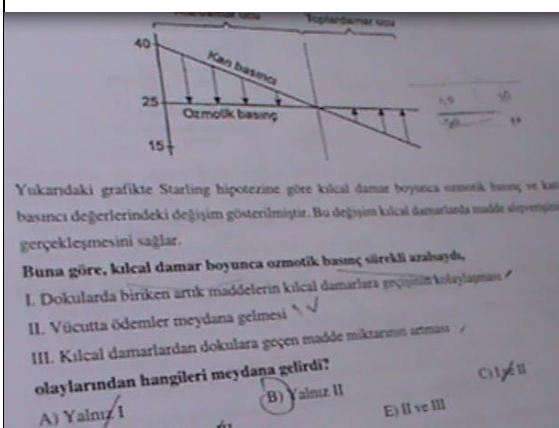 Toplardamar ucu
40
Kan basıncı
25
Ozmotik basınç
15
Yukarıdaki grafikte Starling hipotezine göre kılcal damar boyunca ozmotik basınç ve kan
basıncı değerlerindeki değişim gösterilmiştir. Bu değişim kılcal damarlarda madde alışverişinin
gerçekleşmesini sağlar.
Buna göre, kılcal damar boyunca ozmotik basınç sürekli azalsaydı,
I. Dokularda biriken artık maddelerin kılcal damarlara geçişinin kolaylaşması
II. Vücutta ödemler meydana gelmesi
III. Kılcal damarlardan dokulara geçen madde miktarının artması
olaylarından hangileri meydana gelirdi?
A) Yalnız I
B) Yalnız II
C) I ve II
E) II ve III